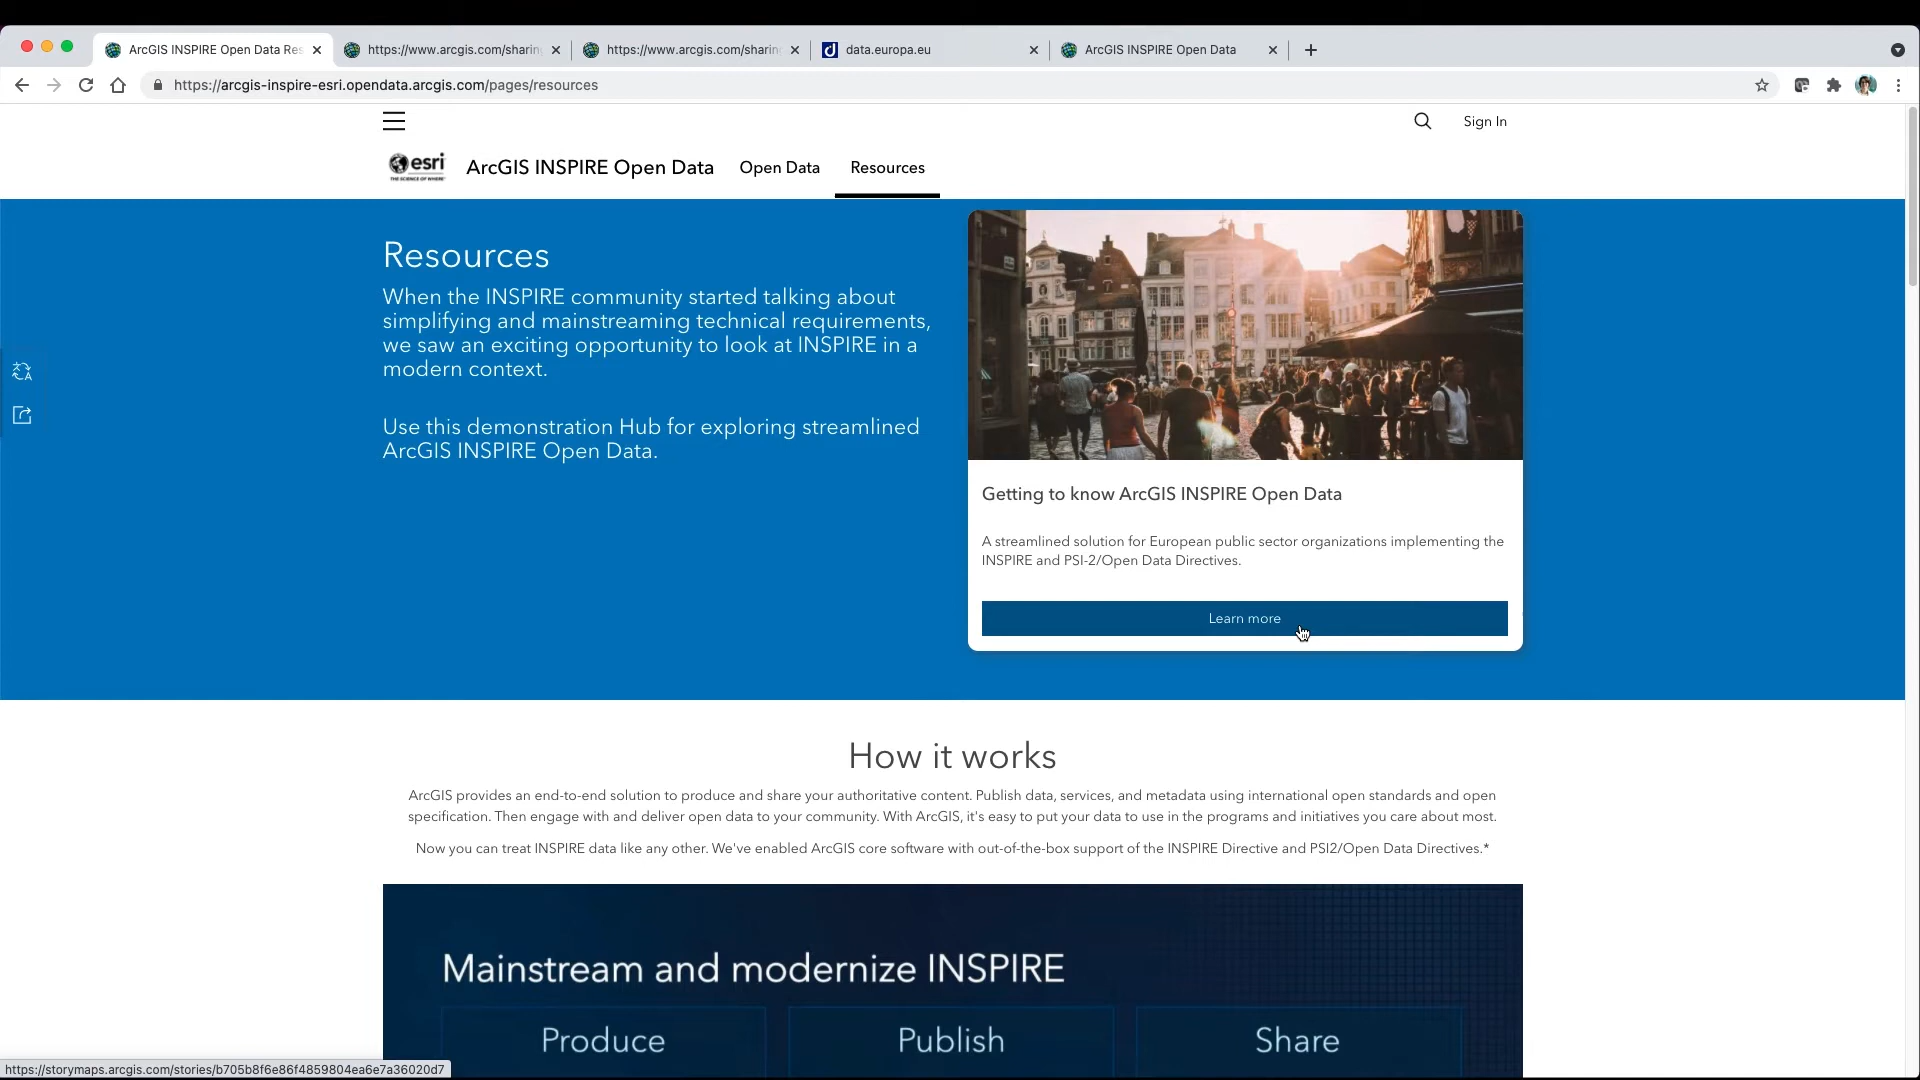 ArcGIS INSPIRE Open Data Res
https://www.arcgis.com/sharin
https://www.arcgis.com/sharin
data.europa.eu
ArcGIS INSPIRE Open Data
https://arcgis-inspire-esri.opendata.arcgis.com/pages/resources
Sign In
esri
THE SCIENCE OF WHERE
ArcGIS INSPIRE Open Data
Open Data
Resources
Resources
When the INSPIRE community started talking about
simplifying and mainstreaming technical requirements,
we saw an exciting opportunity to look at INSPIRE in a
modern context.
Use this demonstration Hub for exploring streamlined
ArcGIS INSPIRE Open Data.
Getting to know ArcGIS INSPIRE Open Data
A streamlined solution for European public sector organizations implementing the
INSPIRE and PSI-2/Open Data Directives.
Learn more
How it works
ArcGIS provides an end-to-end solution to produce and share your authoritative content. Publish data, services, and metadata using international open standards and open
specification. Then engage with and deliver open data to your community. With ArcGIS, it's easy to put your data to use in the programs and initiatives you care about most.
Now you can treat INSPIRE data like any other. We've enabled ArcGIS core software with out-of-the-box support of the INSPIRE Directive and PSI2/Open Data Directives.*
Mainstream and modernize INSPIRE
Produce
Publish
Share
https://storymaps.arcgis.com/stories/b705b8f6e86f4859804ea6e7a36020d7